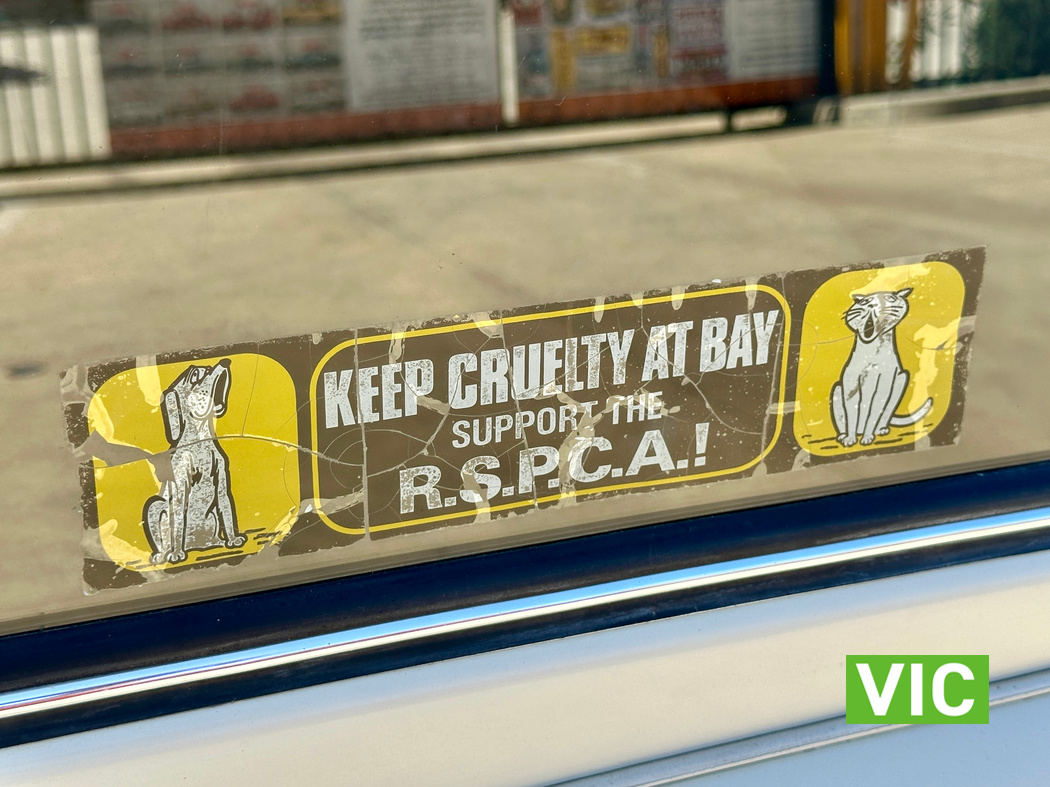 KEEP CRUELTY AT BAY
SUPPORT THE
R.S.P.C.A.!
VIC